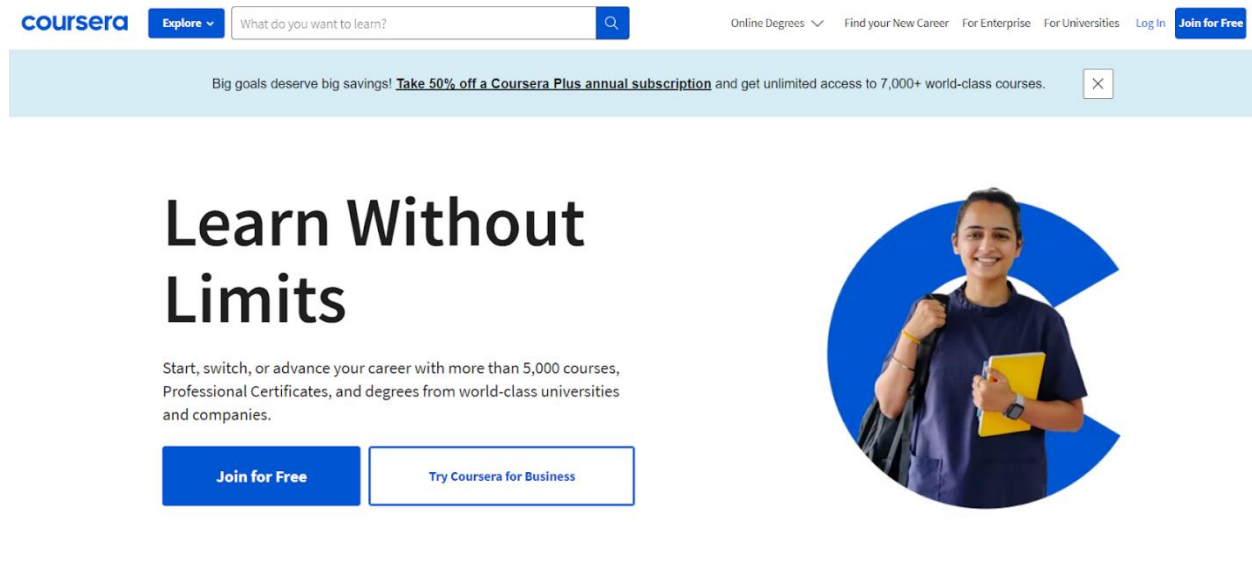 coursera
Explore
What do you want to learn?
Online Degrees
Find your New Career
For Enterprise
For Universities
Log In
Join for Free
Big goals deserve big savings! Take 50% off a Coursera Plus annual subscription and get unlimited access to 7,000+ world-class courses.
Learn Without
Limits
Start, switch, or advance your career with more than 5,000 courses,
Professional Certificates, and degrees from world-class universities
and companies.
Join for Free
Try Coursera for Business